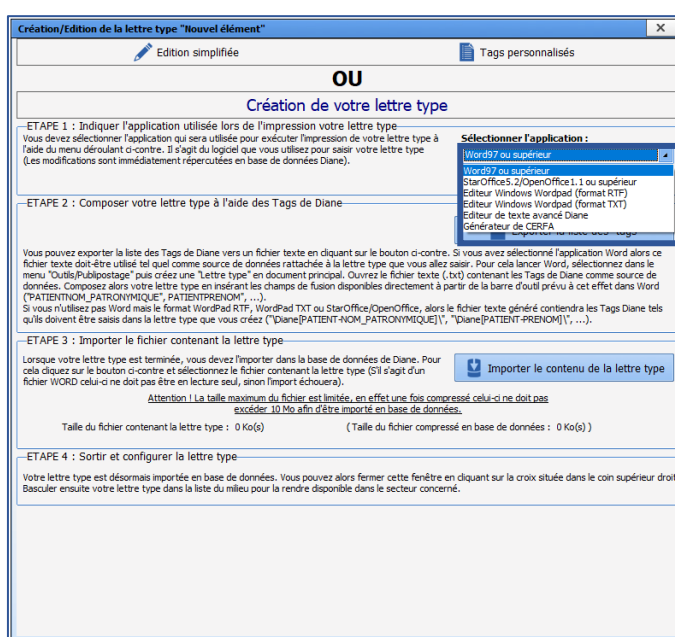 Création/Edition de la lettre type "Nouvel élément"
Edition simplifiée
Tags personnalisés
OU
Création de votre lettre type
ETAPE 1 : Indiquer l'application utilisée lors de l'impression votre lettre type
Vous devez sélectionner l'application qui sera utilisée pour exécuter l'impression de votre lettre type à
l'aide du menu déroulant ci-contre. Il s'agit du logiciel que vous utilisez pour saisir votre lettre type
(Les modifications sont immédiatement répercutées en base de données Diane).
Sélectionner l'application :
Word97 ou supérieur
Word97 ou supérieur
StarOffice5.2/OpenOffice1.1 ou supérieur
Editeur Windows Wordpad (format RTF)
Editeur Windows Wordpad (format TXT)
Editeur de texte avancé Diane
Générateur de CERFA
ETAPE 2 : Composer votre lettre type à l'aide des Tags de Diane
Exporter la liste des tags
Vous pouvez exporter la liste des Tags de Diane vers un fichier texte en cliquant sur le bouton ci-contre. Si vous avez sélectionné l'application Word alors ce
fichier texte doit-être utilisé tel quel comme source de données rattachée à la lettre type que vous allez saisir. Pour cela lancer Word, sélectionnez dans le
menu "Outils/Publipostage" puis créez une "Lettre type" en document principal. Ouvrez le fichier texte (.txt) contenant les Tags de Diane comme source de
données. Composez alors votre lettre type en insérant les champs de fusion disponibles directement à partir de la barre d'outil prévu à cet effet dans Word
("PATIENTNOM_PATRONYMIQUE", PATIENTPRENOM", ...).
Si vous n'utilisez pas Word mais le format WordPad RTF, WordPad TXT ou StarOffice/OpenOffice, alors le fichier texte généré contiendra les Tags Diane tels
qu'ils doivent être saisis dans la lettre type que vous créez ("\Diane[PATIENT-NOM_PATRONYMIQUE]\", "\Diane[PATIENT-PRENOM]\", ...).
ETAPE 3 : Importer le fichier contenant la lettre type
Lorsque votre lettre type est terminée, vous devez l'importer dans la base de données de Diane. Pour
cela cliquez sur le bouton ci-contre et sélectionnez le fichier contenant la lettre type (S'il s'agit d'un
fichier WORD celui-ci ne doit pas être en lecture seul, sinon l'import échouera).
Importer le contenu de la lettre type
Attention ! La taille maximum du fichier est limitée, en effet une fois compressé celui-ci ne doit pas
excéder 10 Mo afin d'être importé en base de données.
Taille du fichier contenant la lettre type : 0 Ko(s)
( Taille du fichier compressé en base de données : 0 Ko(s) )
ETAPE 4 : Sortir et configurer la lettre type
Votre lettre type est désormais importée en base de données. Vous pouvez alors fermer cette fenêtre en cliquant sur la croix située dans le coin supérieur droit
Basculer ensuite votre lettre type dans la liste du milieu pour la rendre disponible dans le secteur concerné.